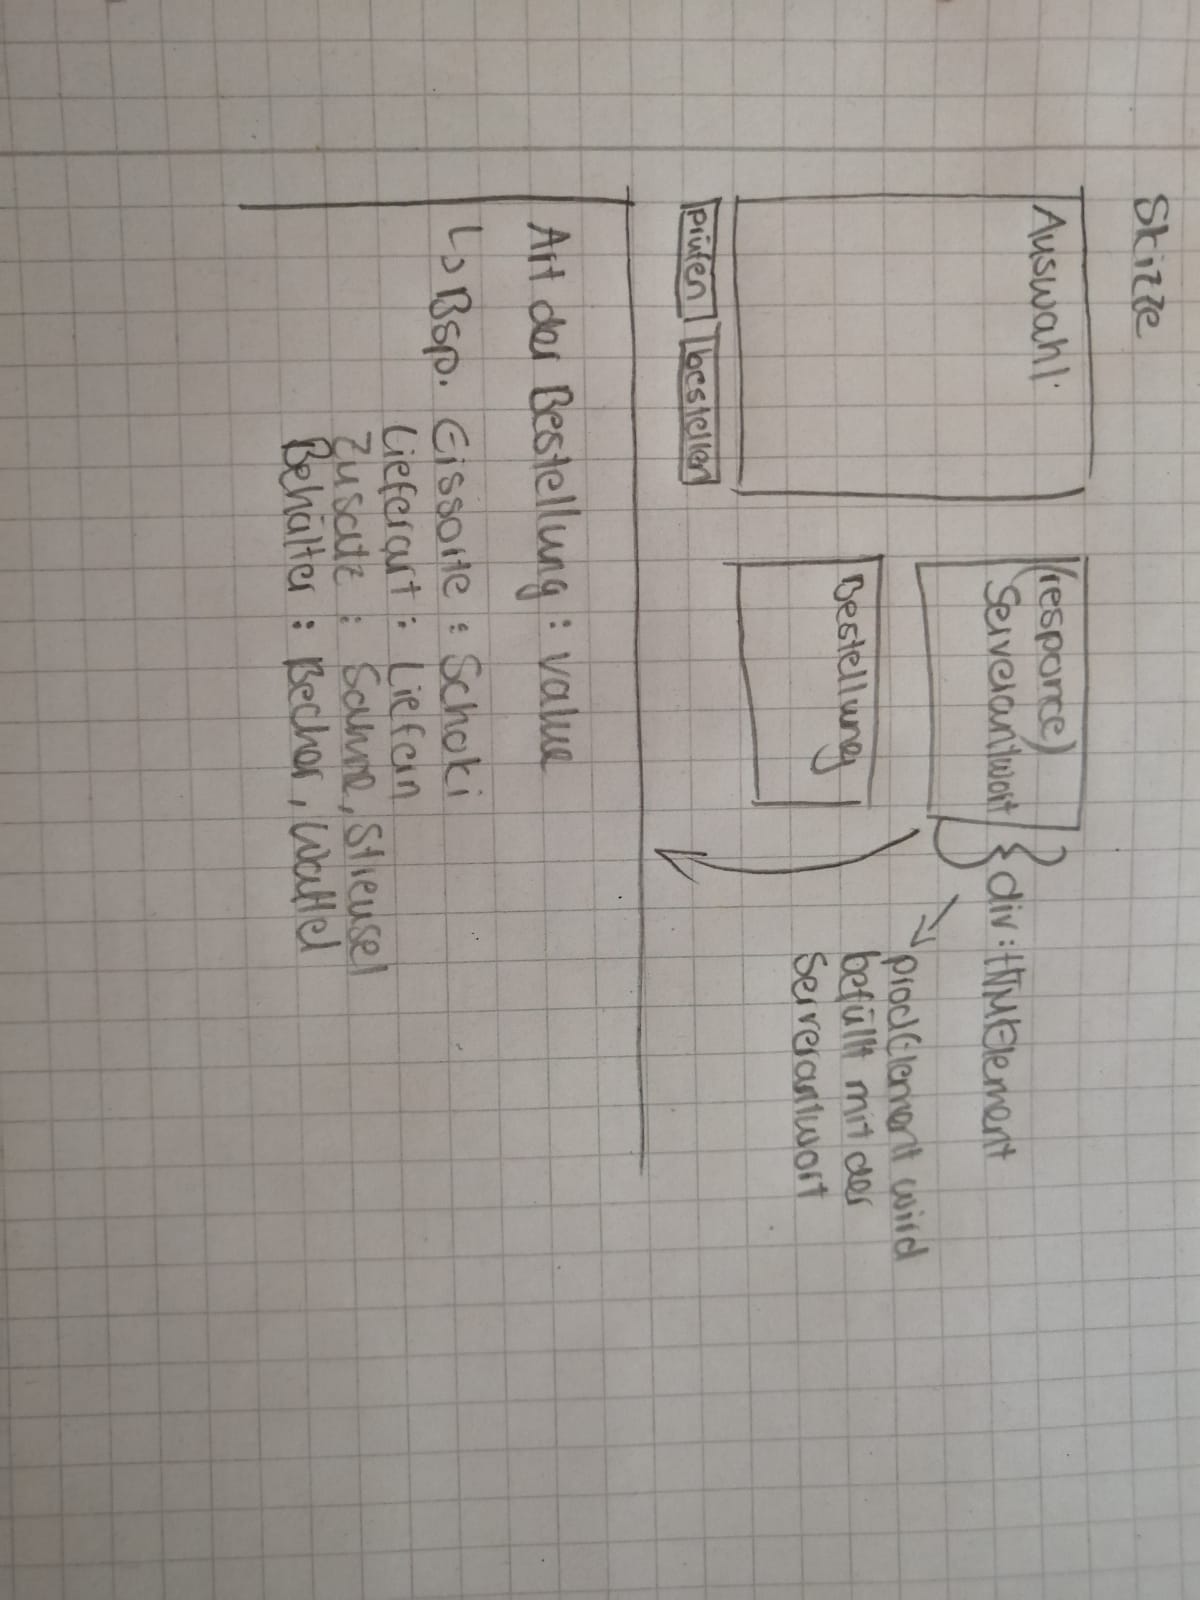 Skizze
Auswahl
(responce)
Serverantwort
div: HTMLElement
prodElement wird
befüllt mit der
Serverantwort
Bestellung
prüfen
bestellen
Art der Bestellung: value
↳ Bsp. Eissorte: Schoki
Lieferart: Liefern
Zusatz: Sahne, Streusel
Behälter: Becher, Waffel